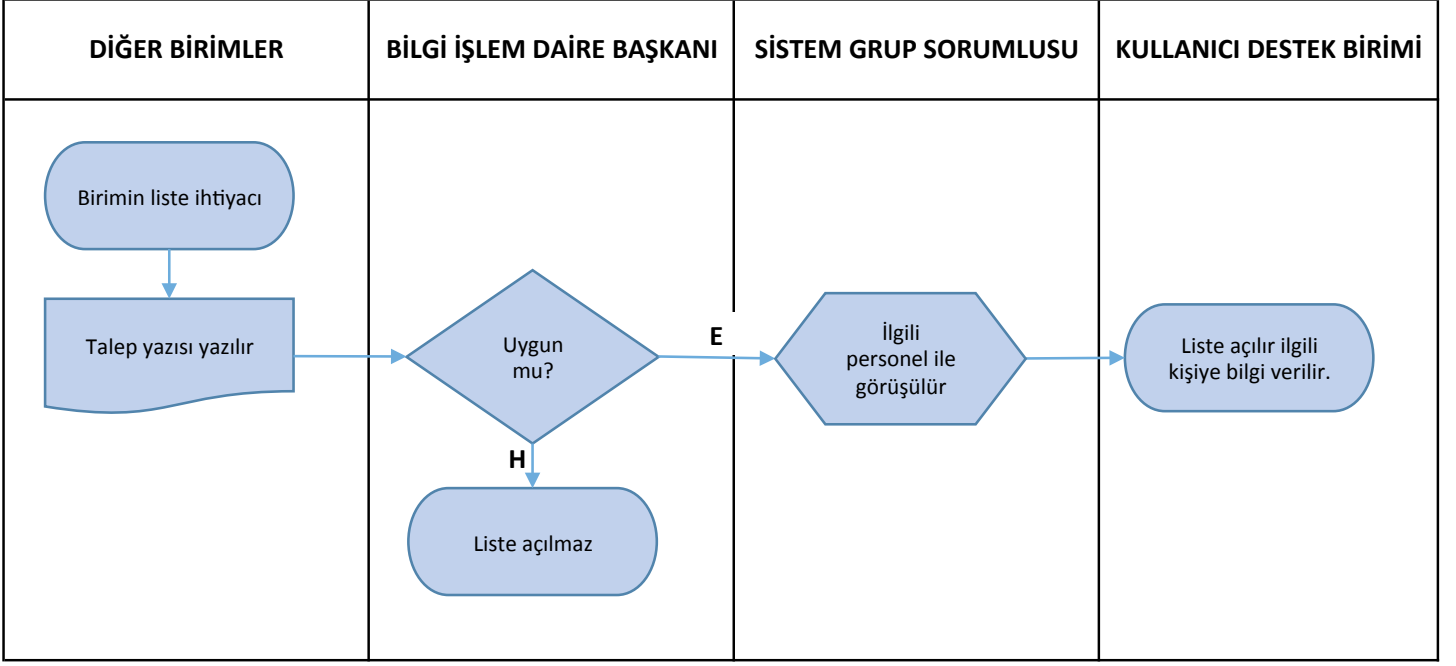 DİĞER BİRİMLER
BİLGİ İŞLEM DAİRE BAŞKANI
SİSTEM GRUP SORUMLUSU
KULLANICI DESTEK BİRİMİ
Birimin liste ihtiyacı
Talep yazısı yazılır
Uygun
mu?
E
H
Liste açılmaz
İlgili
personel ile
görüşülür
Liste açılır ilgili
kişiye bilgi verilir.